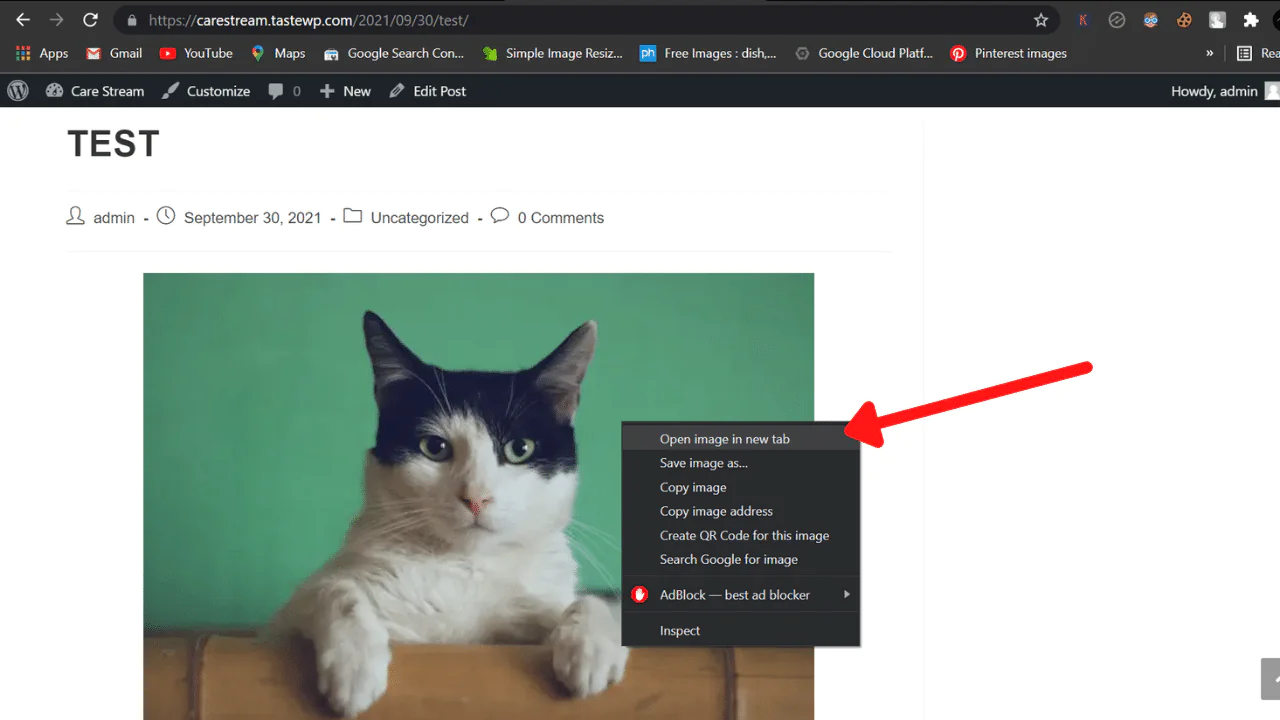 https://carestream.tastewp.com/2021/09/30/test/
K
Apps Gmail YouTube Maps Google Search Con... Simple Image Resiz... ph Free Images : dish,... Google Cloud Platf... Pinterest images » Rea
Care Stream Customize 0 New Edit Post Howdy, admin
TEST
admin - September 30, 2021 - Uncategorized - 0 Comments
Open image in new tab
Save image as...
Copy image
Copy image address
Create QR Code for this image
Search Google for image
AdBlock — best ad blocker
Inspect